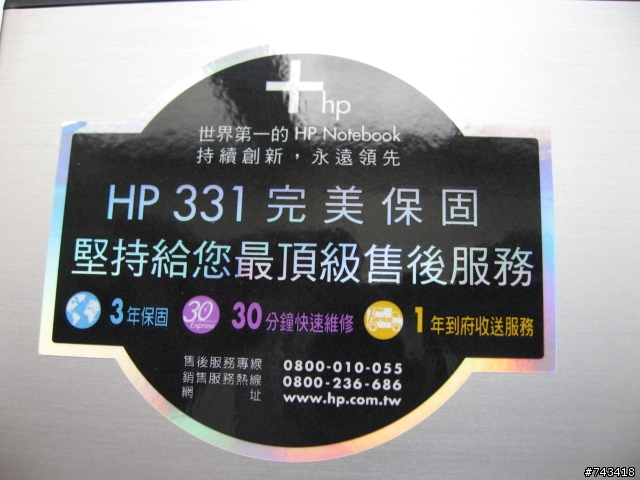 +hp
世界第一的 HP Notebook
持續創新，永遠領先
HP 331 完美保固
堅持給您最頂級售後服務
3年保固 30 Express 30分鐘快速維修 1年到府收送服務
售後服務專線 0800-010-055
銷售服務熱線 0800-236-686
網址 www.hp.com.tw
#743418